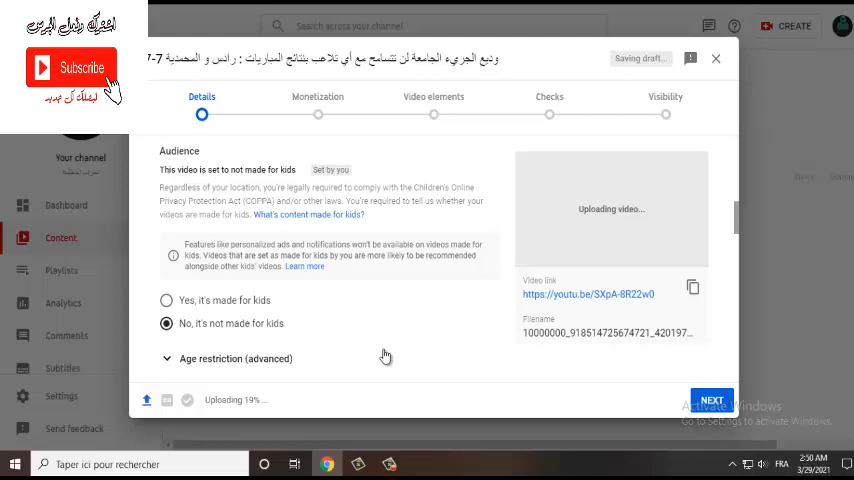 اشترك وفعل الجرس
Subscribe
ليصلك كل جديد
Search across your channel
CREATE
وديع الجريء الجامعة لن تتسامح مع أي تلاعب بنتائج المباريات : رادس و المحمدية 7-7
Saving draft...
Details
Monetization
Video elements
Checks
Visibility
Your channel
Dashboard
Content
Playlists
Analytics
Comments
Subtitles
Settings
Send feedback
Audience
This video is set to not made for kids
Set by you
Regardless of your location, you're legally required to comply with the Children's Online
Privacy Protection Act (COPPA) and/or other laws. You're required to tell us whether your
videos are made for kids. What's content made for kids?
Features like personalized ads and notifications won't be available on videos made for
kids. Videos that are set as made for kids by you are more likely to be recommended
alongside other kids' videos. Learn more
Yes, it's made for kids
No, it's not made for kids
Age restriction (advanced)
Uploading video...
Video link
https://youtu.be/SXpA-8R22w0
Filename
10000000_918514725674721_420197...
Uploading 19% ...
NEXT
Activate Windows
Go to Settings to activate Windows.
Taper ici pour rechercher
FRA
2:50 AM
3/29/2021